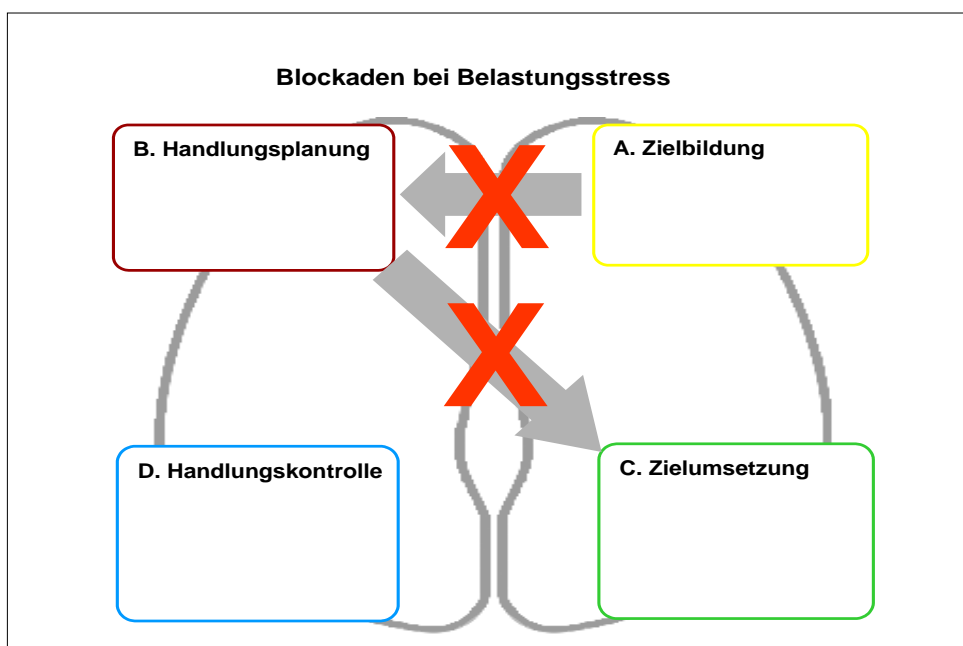 Blockaden bei Belastungsstress
B. Handlungsplanung
A. Zielbildung
X
X
D. Handlungskontrolle
C. Zielumsetzung